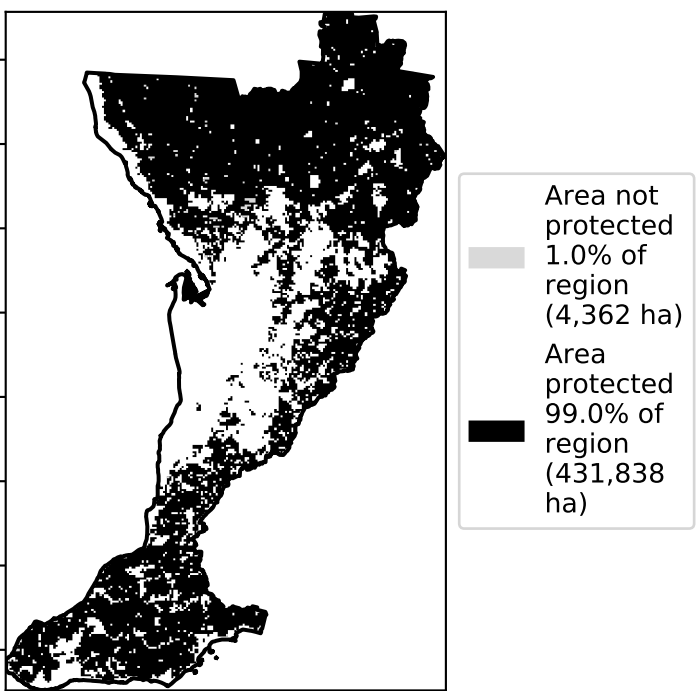 Area not
protected
1.0% of
region
(4,362 ha)
Area
protected
99.0% of
region
(431,838
ha)